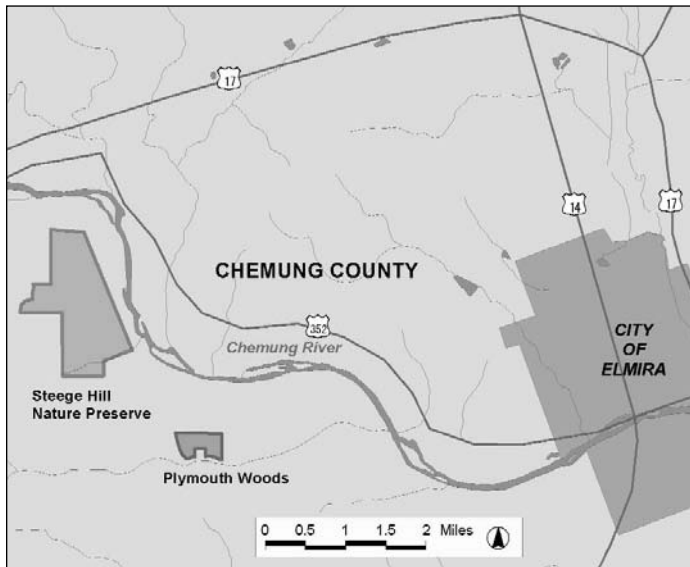 17
14
17
CHEMUNG COUNTY
352
Chemung River
CITY
OF
ELMIRA
Steege Hill
Nature Preserve
Plymouth Woods
0 0.5 1 1.5 2 Miles